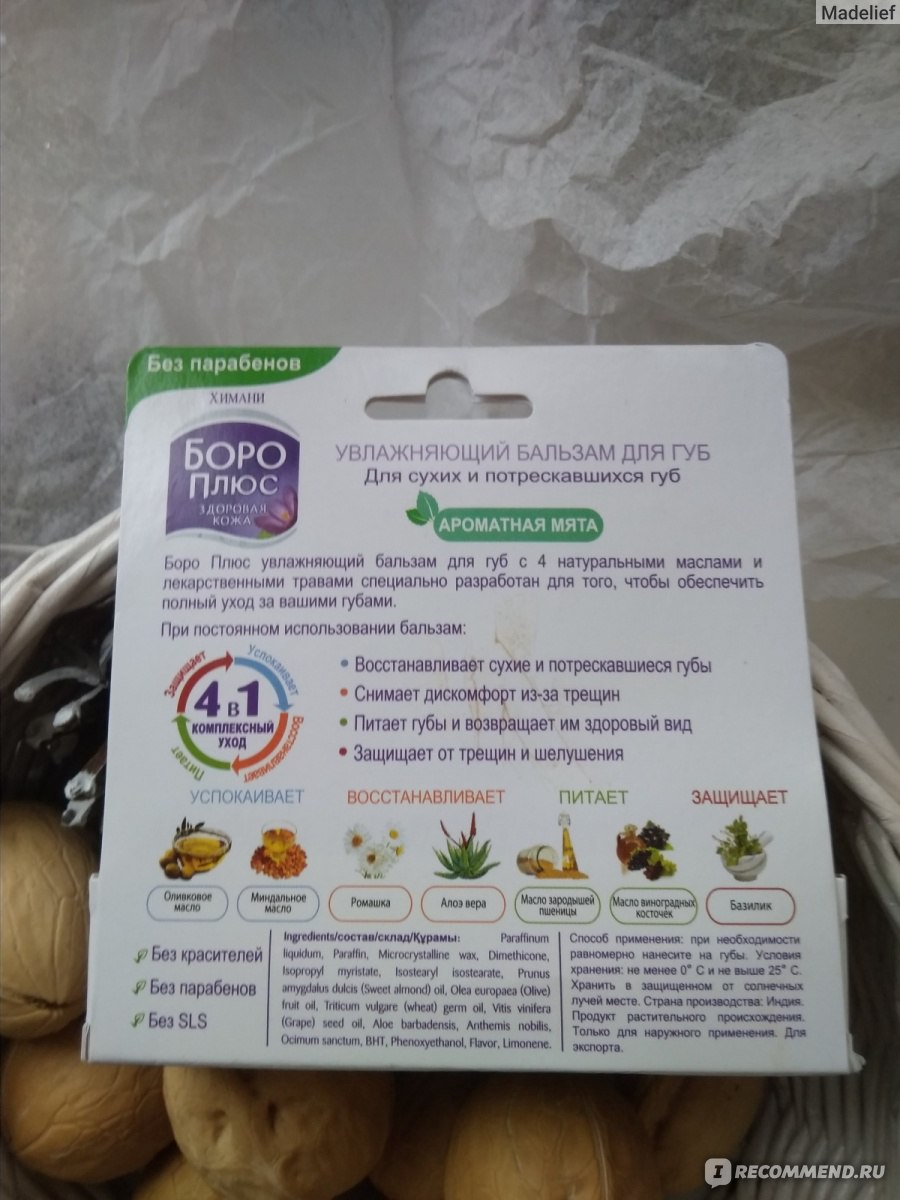 Madelief
Без парабенов
ХИМАНИ
БОРО
ПЛЮС
ЗДОРОВАЯ
КОЖА
УВЛАЖНЯЮЩИЙ БАЛЬЗАМ ДЛЯ ГУБ
Для сухих и потрескавшихся губ
АРОМАТНАЯ МЯТА
Боро Плюс увлажняющий бальзам для губ с 4 натуральными маслами и
лекарственными травами специально разработан для того, чтобы обеспечить
полный уход за вашими губами.
При постоянном использовании бальзам:
Защищает
Успокаивает
Восстанавливает
Питает
4 в 1
КОМПЛЕКСНЫЙ
УХОД
• Восстанавливает сухие и потрескавшиеся губы
• Снимает дискомфорт из-за трещин
• Питает губы и возвращает им здоровый вид
• Защищает от трещин и шелушения
УСПОКАИВАЕТ ВОССТАНАВЛИВАЕТ ПИТАЕТ ЗАЩИЩАЕТ
Оливковое
масло
Миндальное
масло
Ромашка
Алоэ вера
Масло зародышей
пшеницы
Масло виноградных
косточек
Базилик
Без красителей
Без парабенов
Без SLS
Ingredients/состав/склад/Құрамы: Paraffinum
liquidum, Paraffin, Microcrystalline wax, Dimethicone,
Isopropyl myristate, Isostearyl isostearate, Prunus
amygdalus dulcis (Sweet almond) oil, Olea europaea (Olive)
fruit oil, Triticum vulgare (wheat) germ oil, Vitis vinifera
(Grape) seed oil, Aloe barbadensis, Anthemis nobilis,
Ocimum sanctum, BHT, Phenoxyethanol, Flavor, Limonene.
Способ применения: при необходимости
равномерно нанесите на губы. Условия
хранения: не менее 0° С и не выше 25° С.
Хранить в защищенном от солнечных
лучей месте. Страна производства: Индия.
Продукт растительного происхождения.
Только для наружного применения. Для
экспорта.
IRECOMMEND.RU